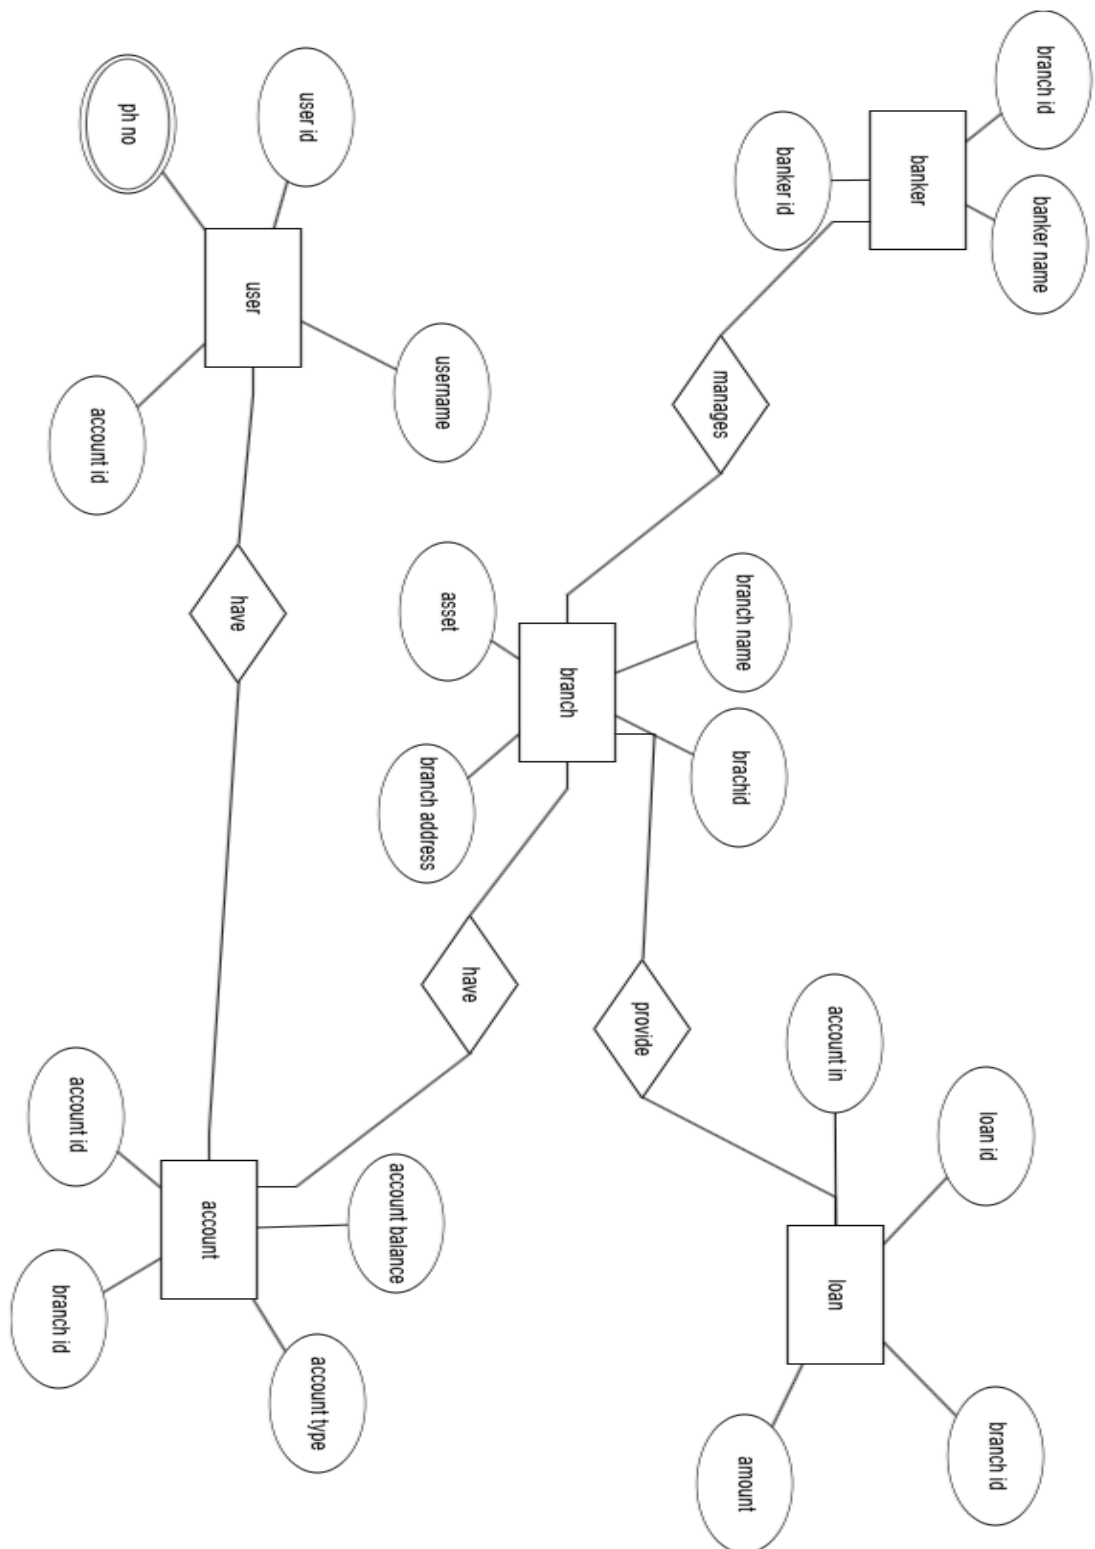 branch id
banker name
banker
banker id
manages
branch name
brachid
branch
asset
branch address
provide
have
account in
loan id
loan
branch id
amount
user id
ph no
user
username
account id
have
account id
account balance
account
branch id
account type